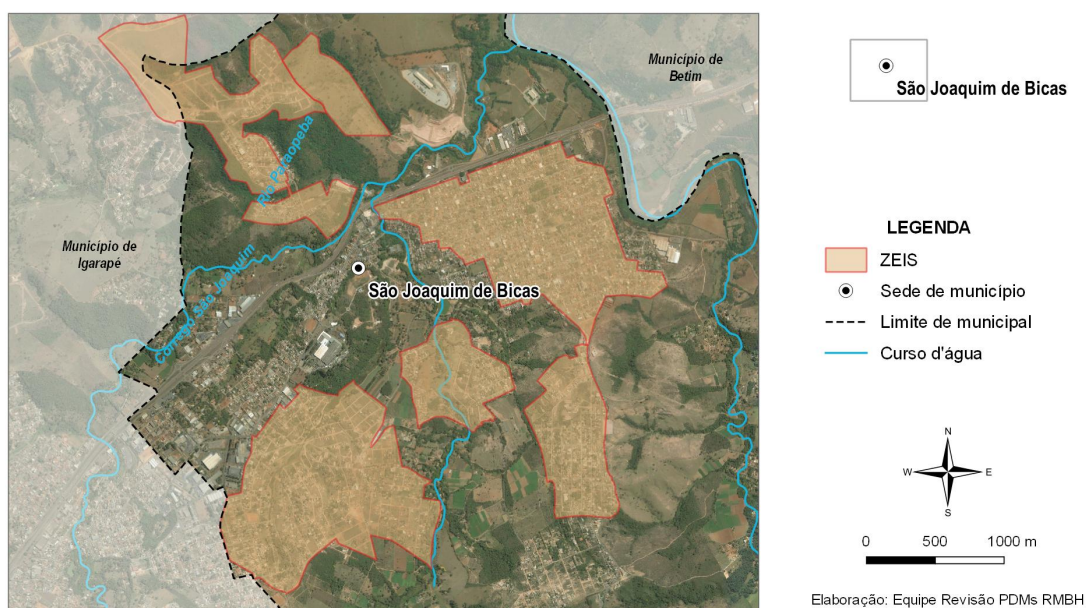 Município de
Betim
Rio Paraopeba
Município de
Igarapé
Córrego São Joaquim
São Joaquim de Bicas
São Joaquim de Bicas
LEGENDA
ZEIS
Sede de município
Limite de municipal
Curso d'água
N
W
E
S
0 500 1000 m
Elaboração: Equipe Revisão PDMs RMBH